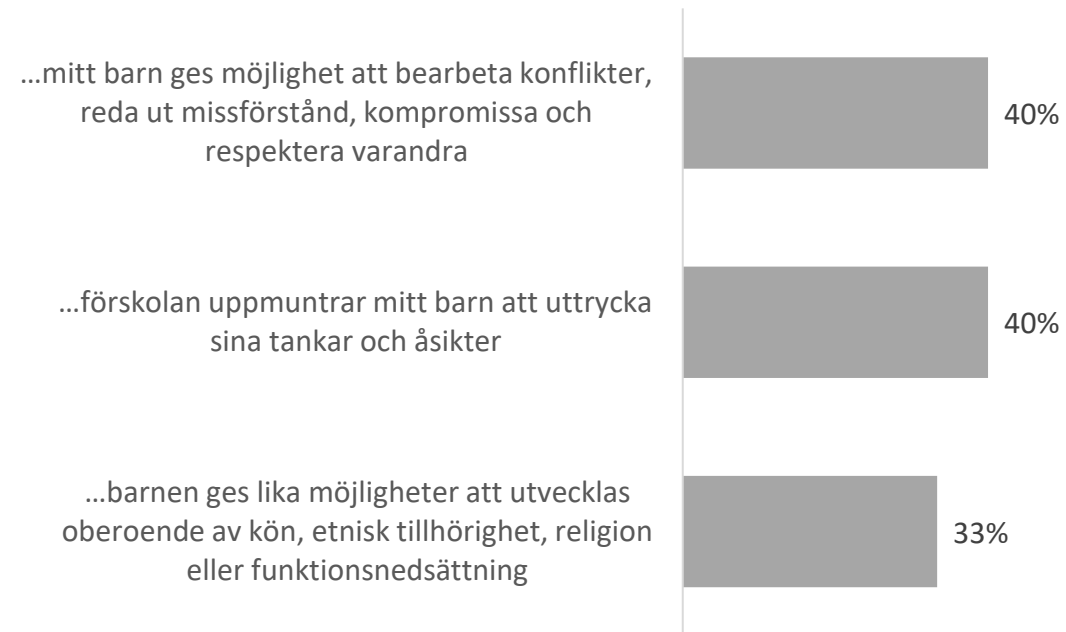 …mitt barn ges möjlighet att bearbeta konflikter,
reda ut missförstånd, kompromissa och
respektera varandra
40%
…förskolan uppmuntrar mitt barn att uttrycka
sina tankar och åsikter
40%
…barnen ges lika möjligheter att utvecklas
oberoende av kön, etnisk tillhörighet, religion
eller funktionsnedsättning
33%